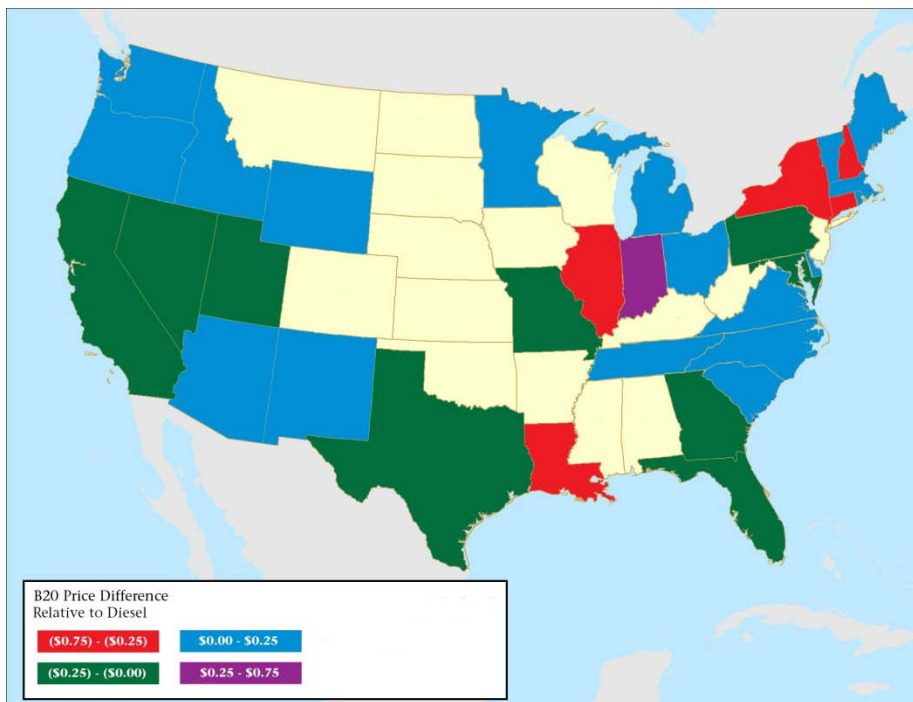 B20 Price Difference
Relative to Diesel
($0.75) - ($0.25)
$0.00 - $0.25
($0.25) - ($0.00)
$0.25 - $0.75